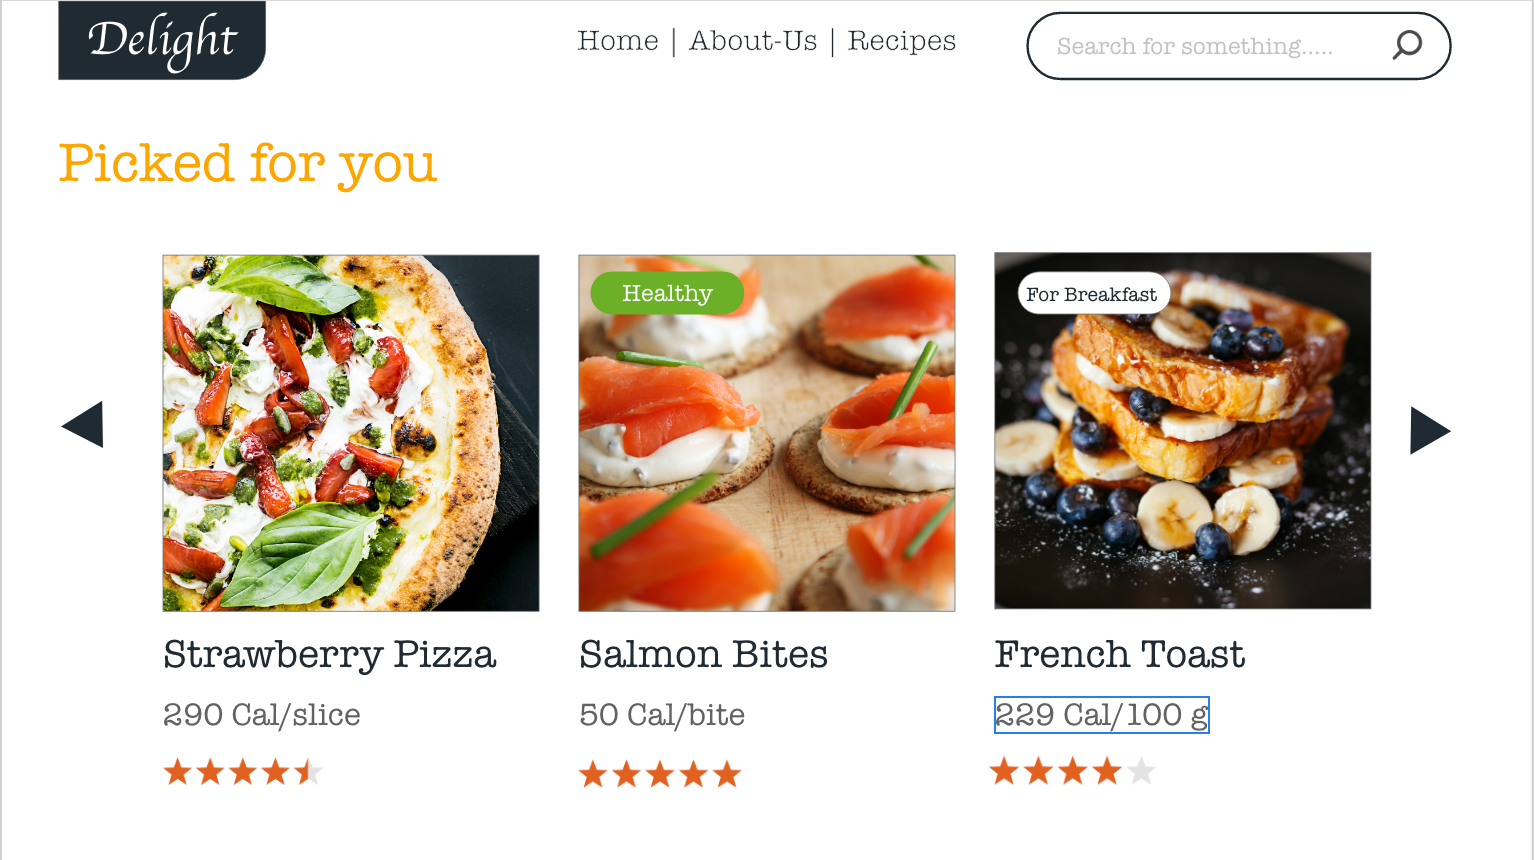 Delight
Home | About-Us | Recipes
Search for something.....
Picked for you
Healthy
For Breakfast
Strawberry Pizza
Salmon Bites
French Toast
290 Cal/slice
50 Cal/bite
229 Cal/100 g